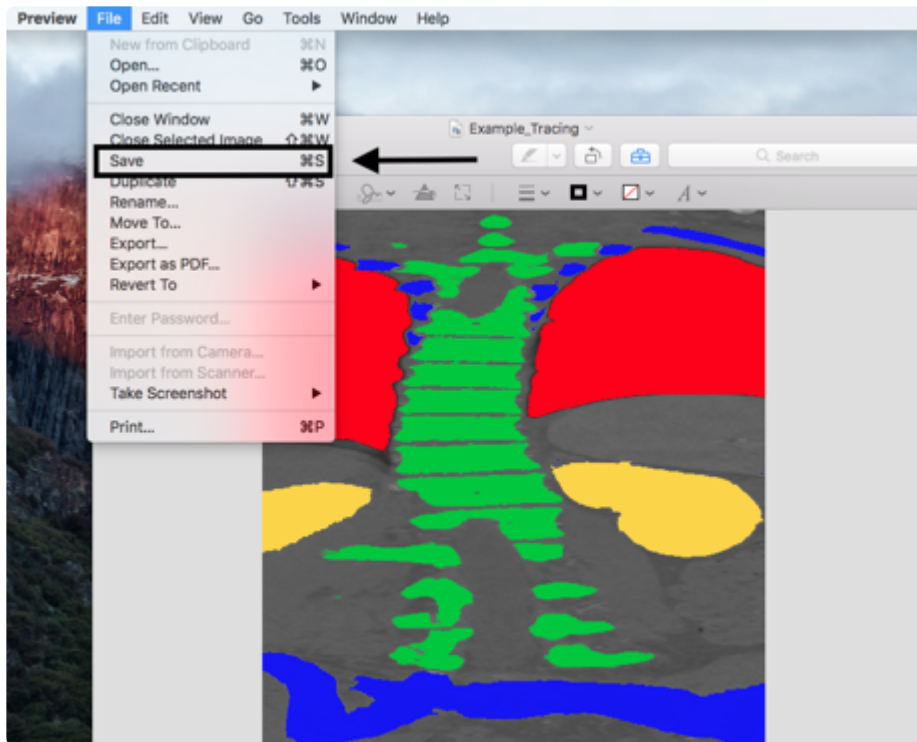 Preview File Edit View Go Tools Window Help
New from Clipboard ⌘N
Open... ⌘O
Open Recent ▶
Close Window ⌘W
Close Selected Image ⇧⌘W
Save ⌘S
Duplicate ⇧⌘S
Rename...
Move To...
Export...
Export as PDF...
Revert To ▶
Enter Password...
Import from Camera...
Import from Scanner...
Take Screenshot ▶
Print... ⌘P
Example_Tracing
Search
A